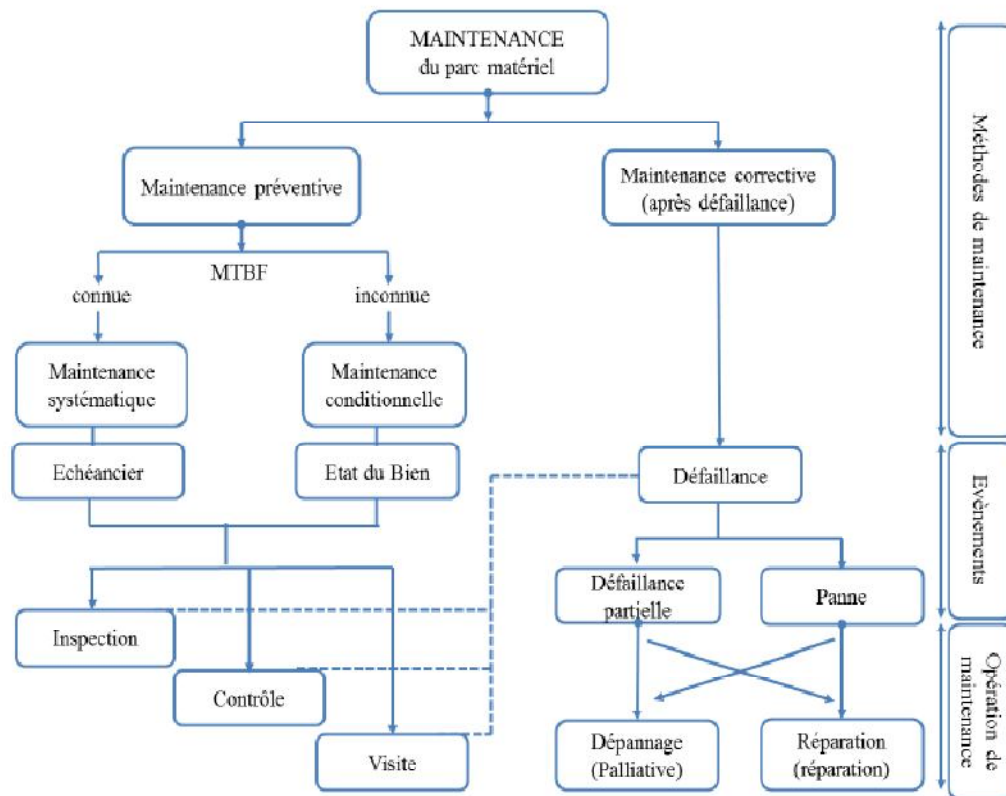 MAINTENANCE
du parc matériel
Maintenance préventive
Maintenance corrective
(après défaillance)
MTBF
connue
inconnue
Maintenance
systématique
Maintenance
conditionnelle
Echéancier
Etat du Bien
Défaillance
Défaillance
partielle
Panne
Inspection
Contrôle
Visite
Dépannage
(Palliative)
Réparation
(réparation)
Méthodes de maintenance
Evènements
Opération de
maintenance